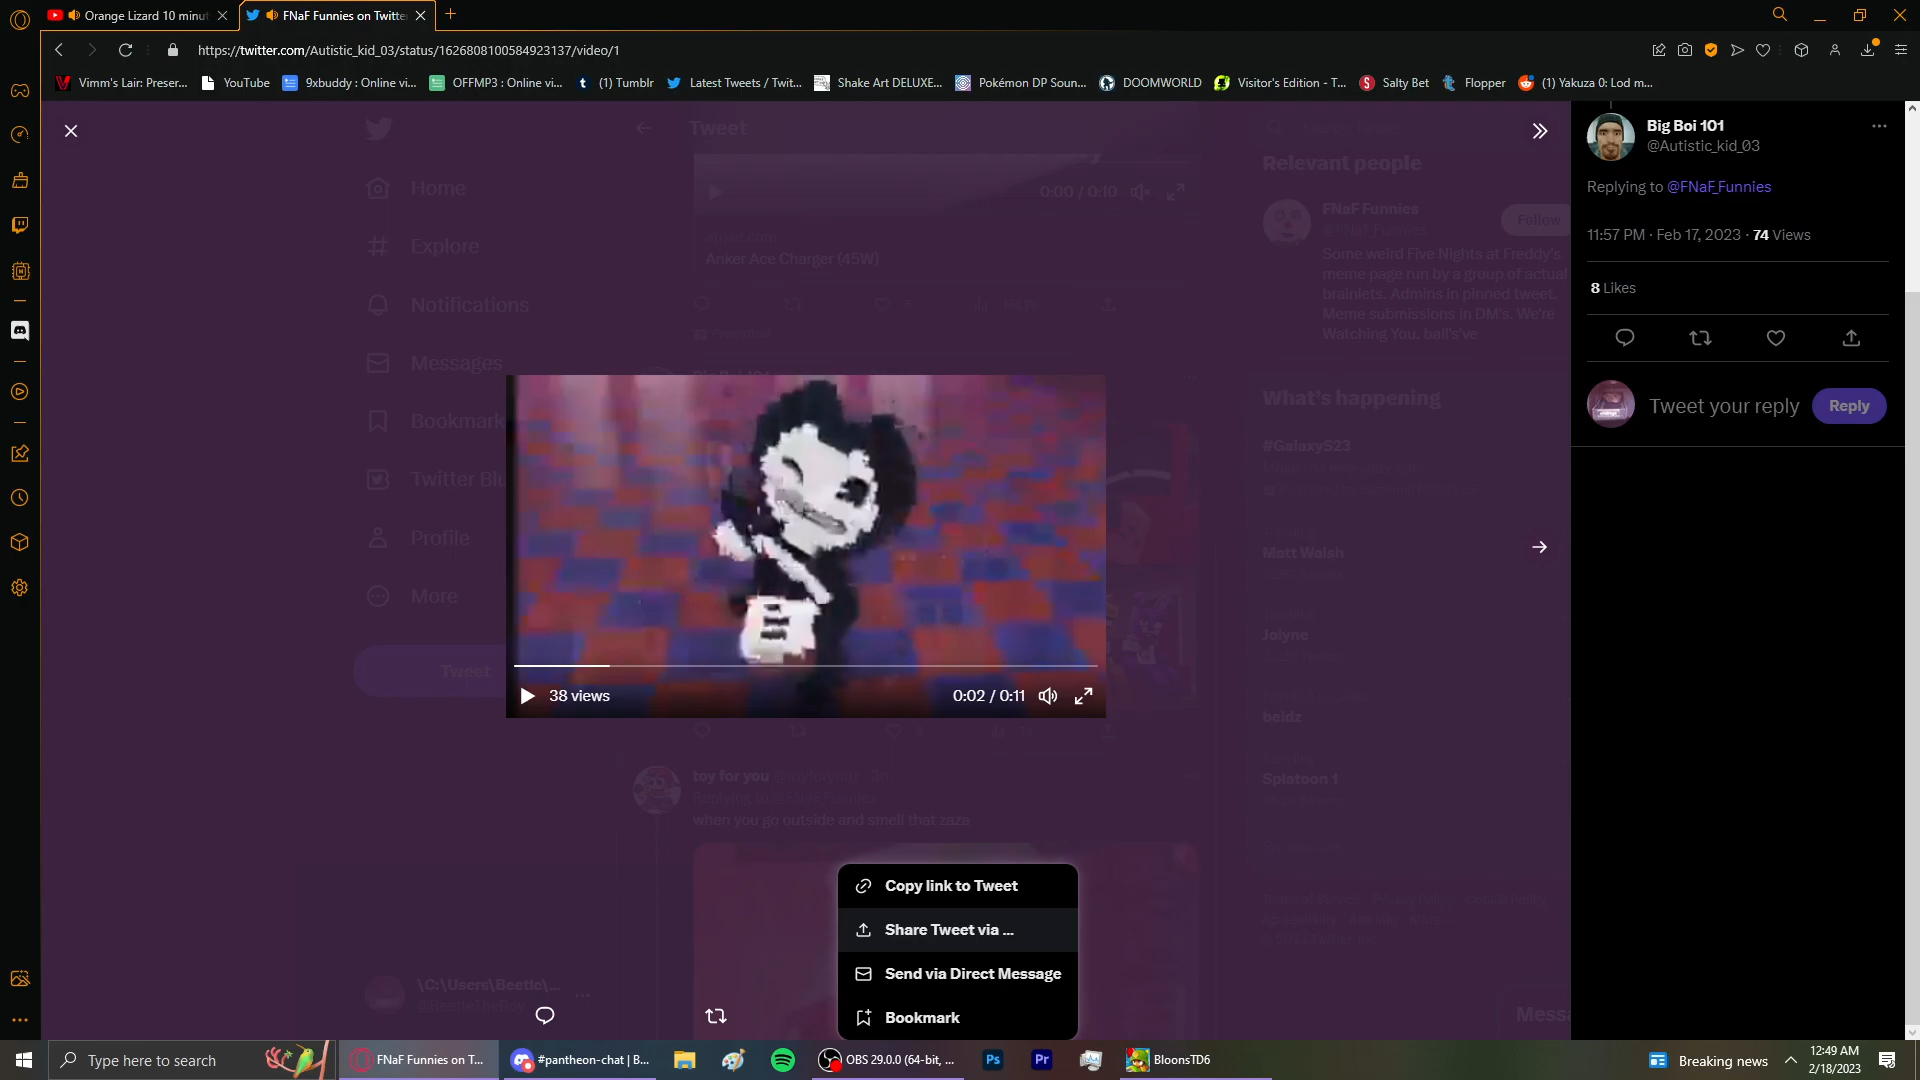 Orange Lizard 10 minut
FNaF Funnies on Twitte
https://twitter.com/Autistic_kid_03/status/1626808100584923137/video/1
Vimm's Lair: Preser...
YouTube
9xbuddy : Online vi...
OFFMP3 : Online vi...
(1) Tumblr
Latest Tweets / Twit...
Shake Art DELUXE...
Pokémon DP Soun...
DOOMWORLD
Visitor's Edition - T...
Salty Bet
Flopper
(1) Yakuza 0: Lod m...
Tweet
Home
Explore
Notifications
Messages
Bookmark
Twitter Blu
Profile
More
Tweet
0:00 / 0:10
Anker Ace Charger (45W)
Relevant people
FNaF Funnies
Follow
Some weird Five Nights at Freddy's
meme page run by a group of actual
brainlets. Admins in pinned tweet.
Meme submissions in DM's. We're
Watching You. ball's've
What's happening
#GalaxyS23
Matt Walsh
Jolyne
beidz
Splatoon 1
38 views
0:02 / 0:11
toy for you
Replying to @FNaF_Funnies
when you go outside and smell that zaza
Copy link to Tweet
Share Tweet via ...
Send via Direct Message
Bookmark
\C:\Users\Beetle\...
@BeetleTheBoy
Messa
Big Boi 101
@Autistic_kid_03
Replying to @FNaF_Funnies
11:57 PM · Feb 17, 2023 · 74 Views
8 Likes
Tweet your reply
Reply
Type here to search
FNaF Funnies on T...
#pantheon-chat | B...
OBS 29.0.0 (64-bit, ...
Ps
Pr
BloonsTD6
Breaking news
12:49 AM
2/18/2023